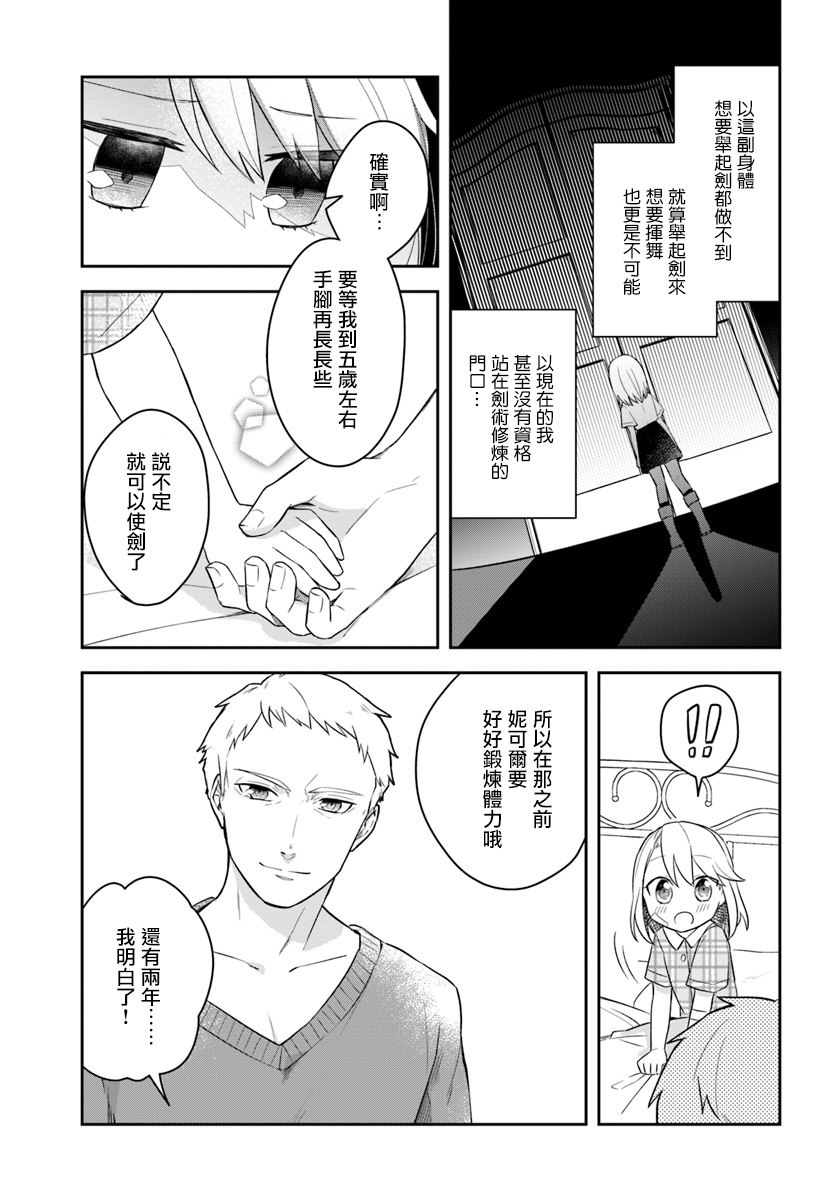 以這副身體
想要舉起劍都做不到
就算舉起劍來
想要揮舞
也更是不可能
以現在的我
甚至沒有資格
站在劍術修煉的
門口…
確實啊…
要等我到五歲左右
手腳再長長些
說不定
就可以使劍了
!!
所以在那之前
妮可爾要
好好鍛煉體力哦
還有兩年……
我明白了！